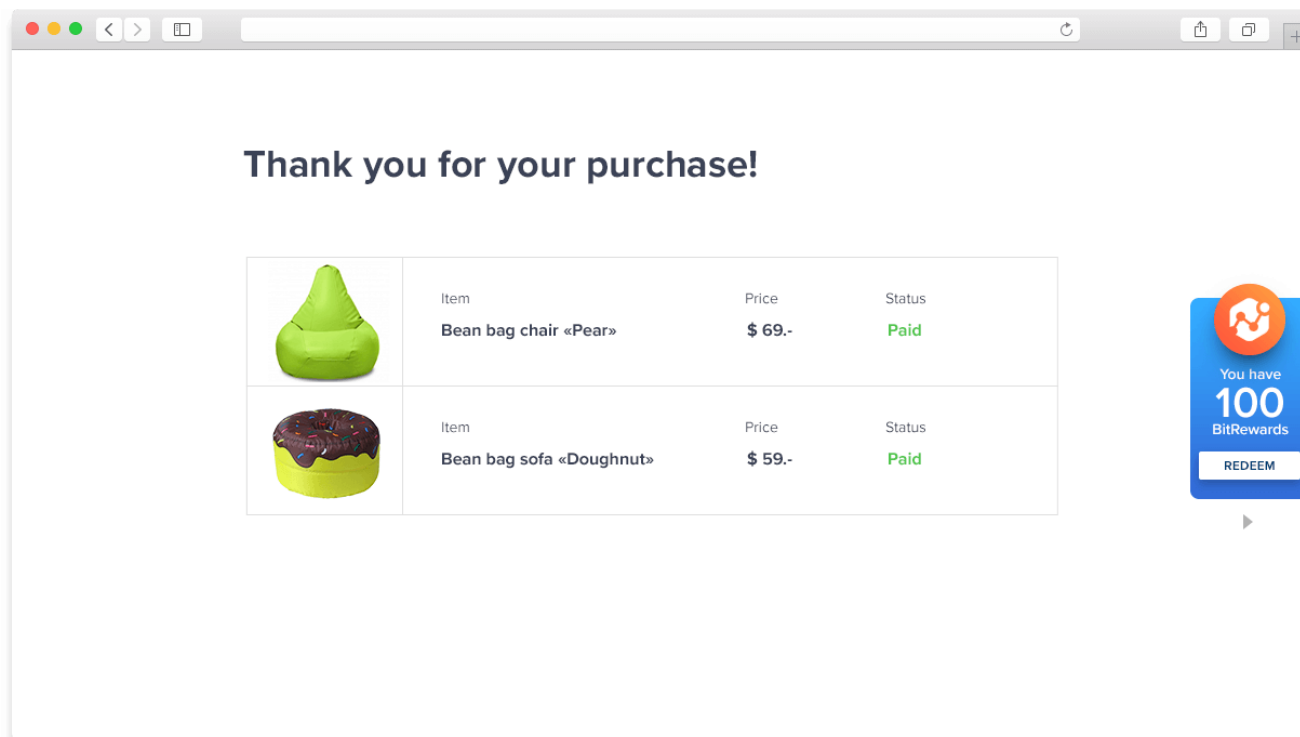 Thank you for your purchase!
Item Price Status
Bean bag chair «Pear» $ 69.- Paid
Item Price Status
Bean bag sofa «Doughnut» $ 59.- Paid
You have
100
BitRewards
REDEEM